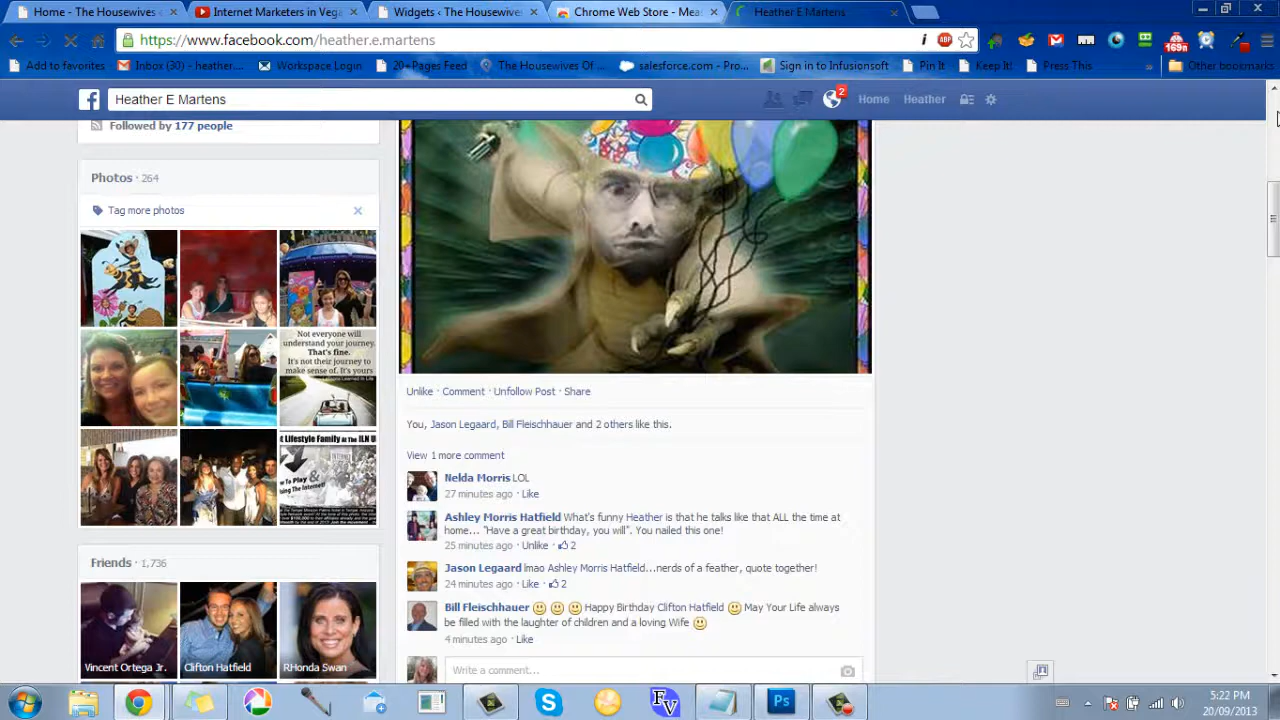 Home - The Housewives
Internet Marketers in Veg
Widgets ‹ The Housewive
Chrome Web Store - Mea
Heather E Martens
https://www.facebook.com/heather.e.martens
Add to favorites
Inbox (30) - heather....
Workspace Login
20+Pages Feed
The Housewives Of ...
salesforce.com - Pro...
Sign in to Infusionsoft
Pin It
Keep It!
Press This
Other bookmarks
Heather E Martens
2
Home
Heather
Followed by 177 people
Photos · 264
Tag more photos
Not everyone will
understand your journey.
That's fine.
It's not their journey to
make sense of. It's yours
Lifestyle Family At The ILN
Friends · 1,736
Vincent Ortega Jr.
Clifton Hatfield
RHonda Swan
Unlike · Comment · Unfollow Post · Share
You, Jason Legaard, Bill Fleischhauer and 2 others like this.
View 1 more comment
Nelda Morris LOL
27 minutes ago · Like
Ashley Morris Hatfield What's funny Heather is that he talks like that ALL the time at
home... "Have a great birthday, you will". You nailed this one!
25 minutes ago · Unlike · 2
Jason Legaard lmao Ashley Morris Hatfield...nerds of a feather, quote together!
24 minutes ago · Like · 2
Bill Fleischhauer Happy Birthday Clifton Hatfield May Your Life always
be filled with the laughter of children and a loving Wife
4 minutes ago · Like
Write a comment...
5:22 PM
20/09/2013